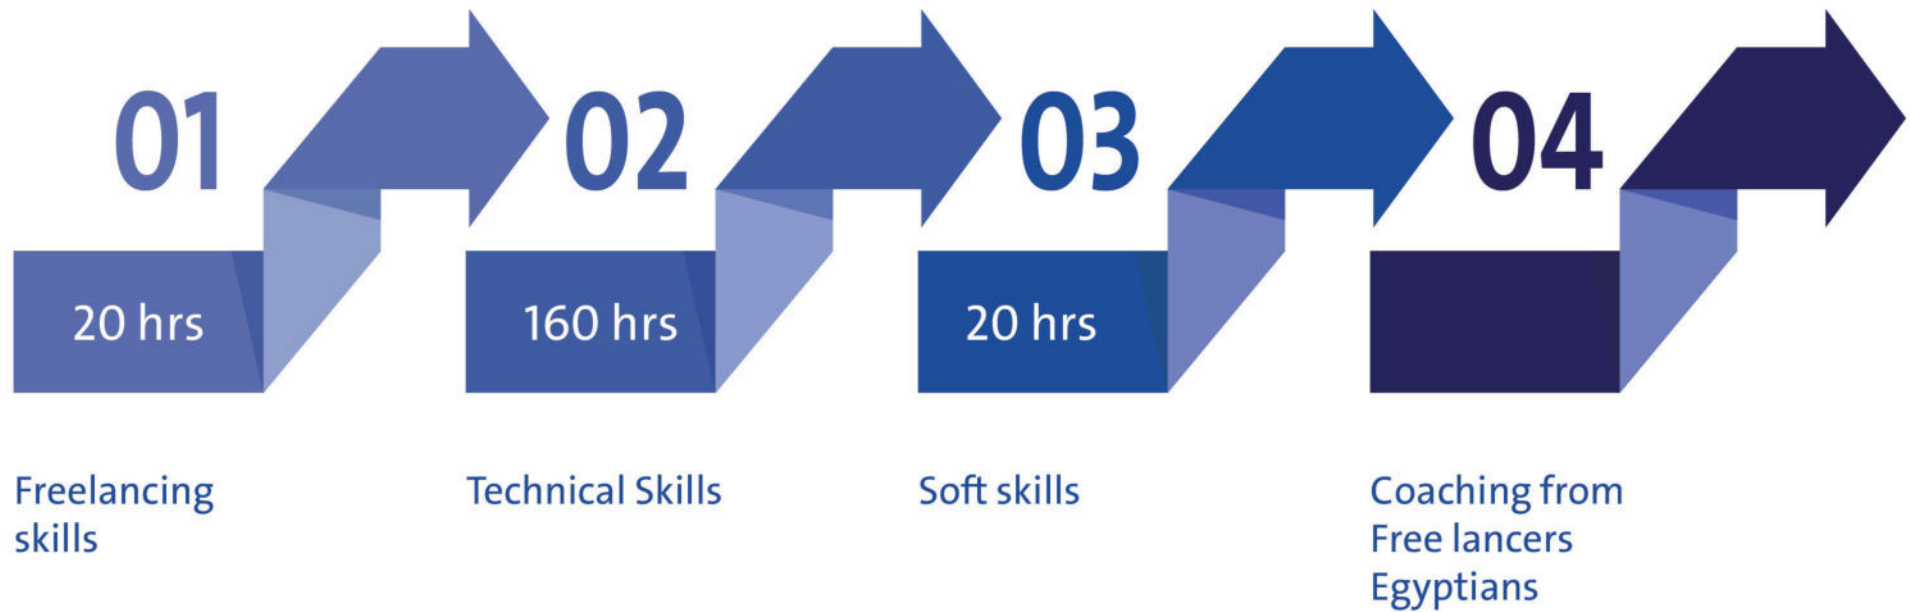 01
02
03
04
20 hrs
160 hrs
20 hrs
Freelancing
skills
Technical Skills
Soft skills
Coaching from
Free lancers
Egyptians